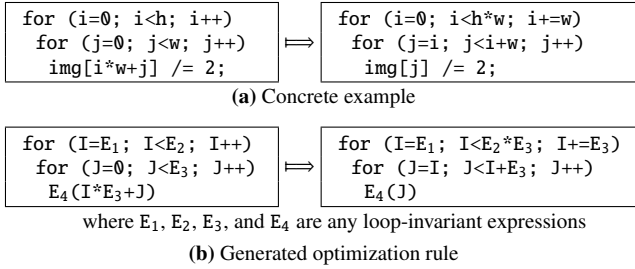 for (i=0; i<h; i++)
for (j=0; j<w; j++)
img[i*w+j] /= 2;
⟹
for (i=0; i<h*w; i+=w)
for (j=i; j<i+w; j++)
img[j] /= 2;
(a) Concrete example
for (I=E₁; I<E₂; I++)
for (J=0; J<E₃; J++)
E₄(I*E₃+J)
⟹
for (I=E₁; I<E₂*E₃; I+=E₃)
for (J=I; J<I+E₃; J++)
E₄(J)
where E₁, E₂, E₃, and E₄ are any loop-invariant expressions
(b) Generated optimization rule